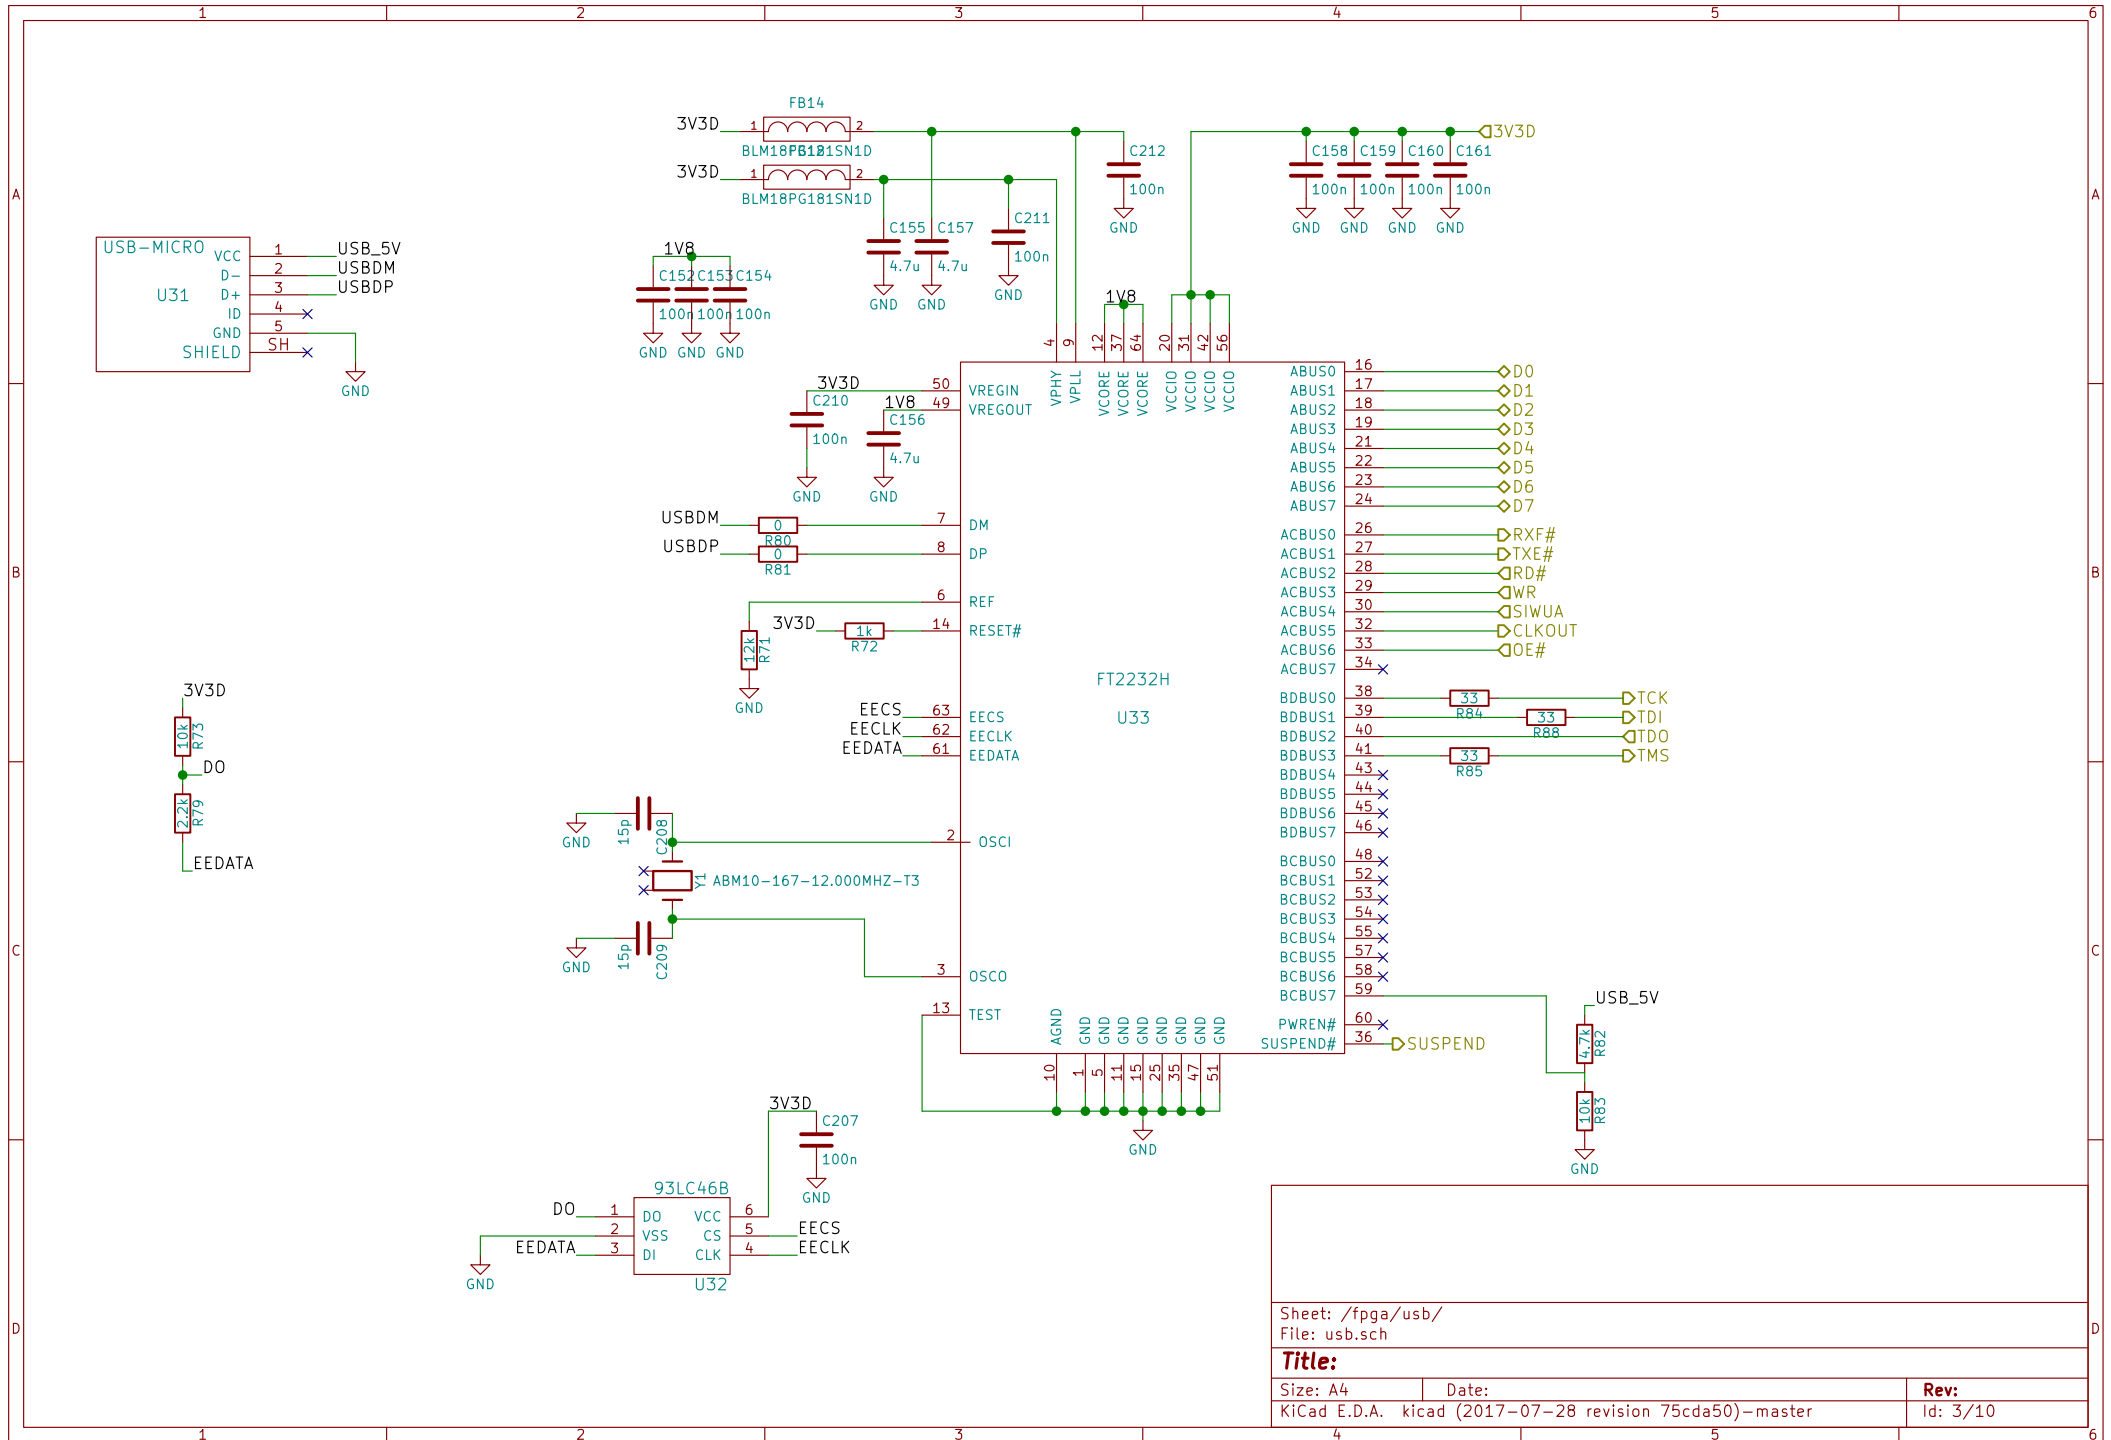 1 2 3 4 5 6
A
B
C
D
A
B
C
D
1 2 3 4 5 6
FB14
3V3D 1 2
BLM18PG181SN1D
3V3D 1 2
BLM18PG181SN1D
C212
100n
GND
3V3D
C158 C159 C160 C161
100n 100n 100n 100n
GND GND GND GND
C155 C157 C211
4.7u 4.7u 100n
GND GND GND
USB-MICRO
U31
VCC 1 USB_5V
D- 2 USBDM
D+ 3 USBDP
ID 4
GND 5
SHIELD SH
GND
1V8
C152 C153 C154
100n 100n 100n
GND GND GND
1V8
4 9 12 37 64 20 31 42 56
VPHY VPLL VCORE VCORE VCORE VCCIO VCCIO VCCIO VCCIO
3V3D 50 VREGIN
C210
100n
GND
1V8 49 VREGOUT
C156
4.7u
GND
USBDM 0 7 DM
R80
USBDP 0 8 DP
R81
6 REF
12k R71
GND
3V3D 1k 14 RESET#
R72
FT2232H
U33
EECS 63 EECS
EECLK 62 EECLK
EEDATA 61 EEDATA
3V3D
10k R73
DO
2.2k R79
EEDATA
GND 15p C208
2 OSCI
Y1 ABM10-167-12.000MHZ-T3
GND 15p C209
3 OSCO
13 TEST
AGND GND GND GND GND GND GND GND GND
10 1 5 11 15 25 35 47 51
GND
ABUS0 16 D0
ABUS1 17 D1
ABUS2 18 D2
ABUS3 19 D3
ABUS4 21 D4
ABUS5 22 D5
ABUS6 23 D6
ABUS7 24 D7
ACBUS0 26 RXF#
ACBUS1 27 TXE#
ACBUS2 28 RD#
ACBUS3 29 WR
ACBUS4 30 SIWUA
ACBUS5 32 CLKOUT
ACBUS6 33 OE#
ACBUS7 34
BDBUS0 38 33 TCK
R84
BDBUS1 39 33 TDI
R88
BDBUS2 40 TDO
BDBUS3 41 33 TMS
R85
BDBUS4 43
BDBUS5 44
BDBUS6 45
BDBUS7 46
BCBUS0 48
BCBUS1 52
BCBUS2 53
BCBUS3 54
BCBUS4 55
BCBUS5 57
BCBUS6 58
BCBUS7 59
PWREN# 60
SUSPEND# 36 SUSPEND
USB_5V
4.7k R82
10k R83
GND
3V3D
C207
100n
GND
93LC46B
DO 1 DO VCC 6
2 VSS CS 5 EECS
EEDATA 3 DI CLK 4 EECLK
U32
GND
Sheet: /fpga/usb/
File: usb.sch
Title:
Size: A4 Date: Rev:
KiCad E.D.A. kicad (2017-07-28 revision 75cda50)-master Id: 3/10